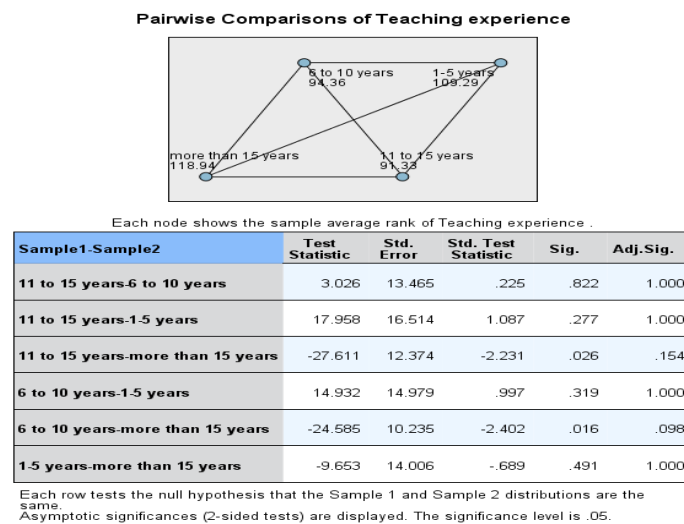 Pairwise Comparisons of Teaching experience
6 to 10 years
94.36
1-5 years
109.29
more than 15 years
118.94
11 to 15 years
91.33
Each node shows the sample average rank of Teaching experience .
Sample1-Sample2 Test Statistic Std. Error Std. Test Statistic Sig. Adj.Sig.
11 to 15 years-6 to 10 years 3.026 13.465 .225 .822 1.000
11 to 15 years-1-5 years 17.958 16.514 1.087 .277 1.000
11 to 15 years-more than 15 years -27.611 12.374 -2.231 .026 .154
6 to 10 years-1-5 years 14.932 14.979 .997 .319 1.000
6 to 10 years-more than 15 years -24.585 10.235 -2.402 .016 .098
1-5 years-more than 15 years -9.653 14.006 -.689 .491 1.000
Each row tests the null hypothesis that the Sample 1 and Sample 2 distributions are the
same.
Asymptotic significances (2-sided tests) are displayed. The significance level is .05.